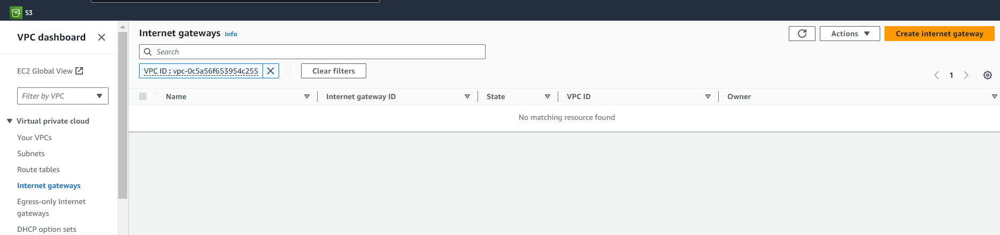 S3
VPC dashboard
EC2 Global View
Filter by VPC
Virtual private cloud
Your VPCs
Subnets
Route tables
Internet gateways
Egress-only Internet
gateways
DHCP option sets
Internet gateways Info
Actions
Create internet gateway
Search
VPC ID : vpc-0c5a56f653954c255
Clear filters
1
Name Internet gateway ID State VPC ID Owner
No matching resource found